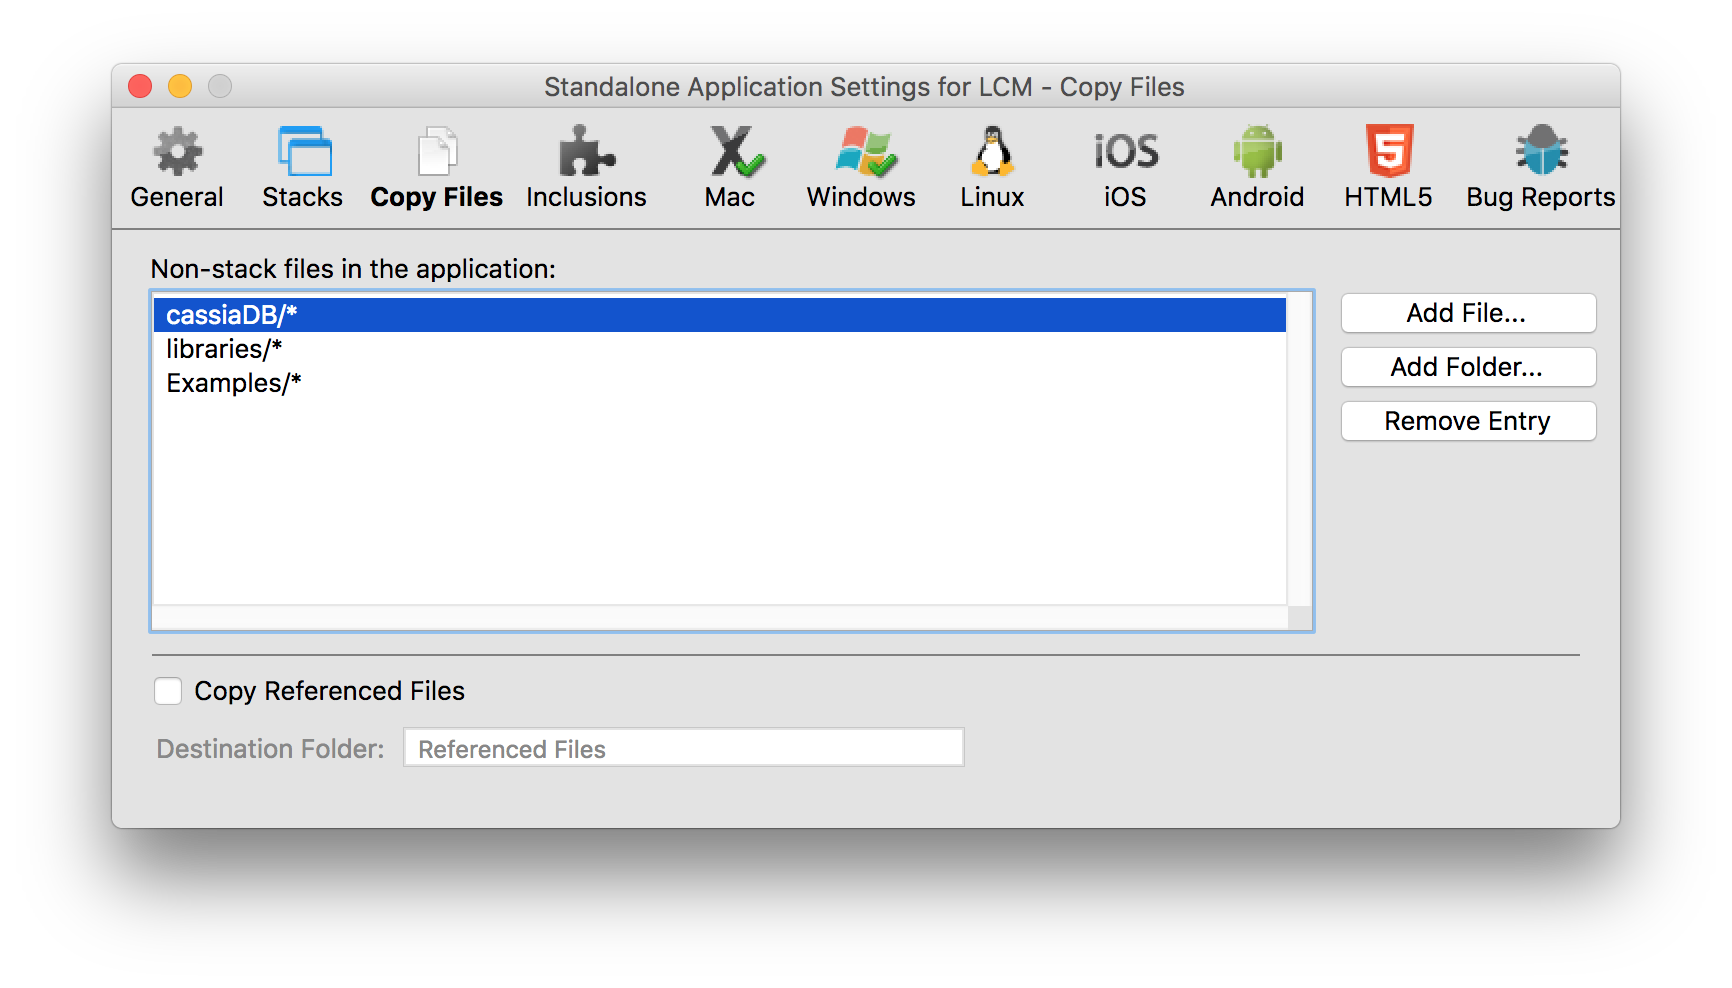 Standalone Application Settings for LCM - Copy Files
iOS
5
General Stacks Copy Files Inclusions Mac Windows Linux iOS Android HTML5 Bug Reports
Non-stack files in the application:
cassiaDB/*
libraries/*
Examples/*
Add File...
Add Folder...
Remove Entry
Copy Referenced Files
Destination Folder: Referenced Files